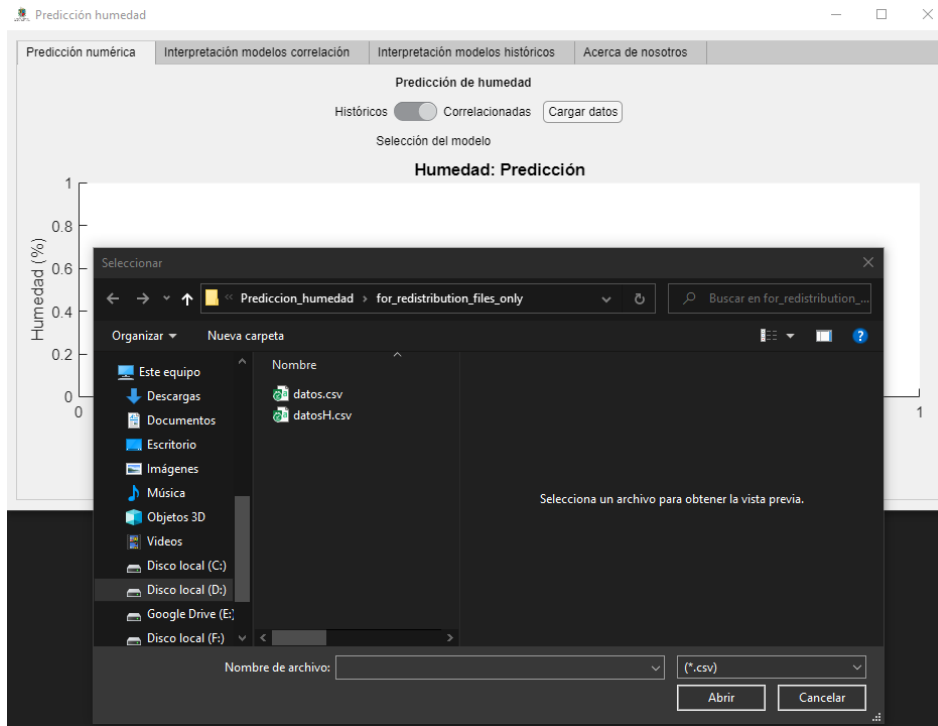 Predicción humedad
Predicción numérica Interpretación modelos correlación Interpretación modelos históricos Acerca de nosotros
Predicción de humedad
Históricos Correlacionadas Cargar datos
Selección del modelo
Humedad: Predicción
Humedad (%)
1
0.8
0.6
0.4
0.2
0
0 1
Seleccionar
« Prediccion_humedad › for_redistribution_files_only
Buscar en for_redistribution_...
Organizar Nueva carpeta
Este equipo
Descargas
Documentos
Escritorio
Imágenes
Música
Objetos 3D
Videos
Disco local (C:)
Disco local (D:)
Google Drive (E:)
Disco local (F:)
Nombre
datos.csv
datosH.csv
Selecciona un archivo para obtener la vista previa.
Nombre de archivo: (*.csv)
Abrir Cancelar